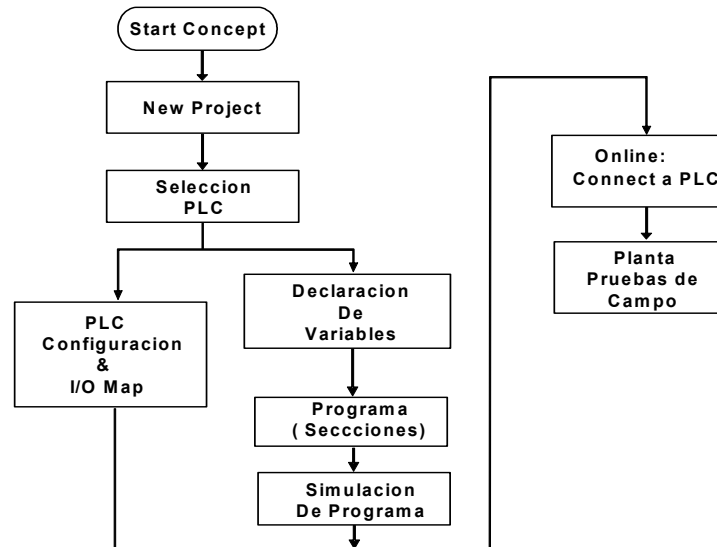 Start Concept
New Project
Seleccion
PLC
PLC
Configuracion
&
I/O Map
Declaracion
De
Variables
Programa
( Seccciones)
Simulacion
De Programa
Online:
Connect a PLC
Planta
Pruebas de
Campo